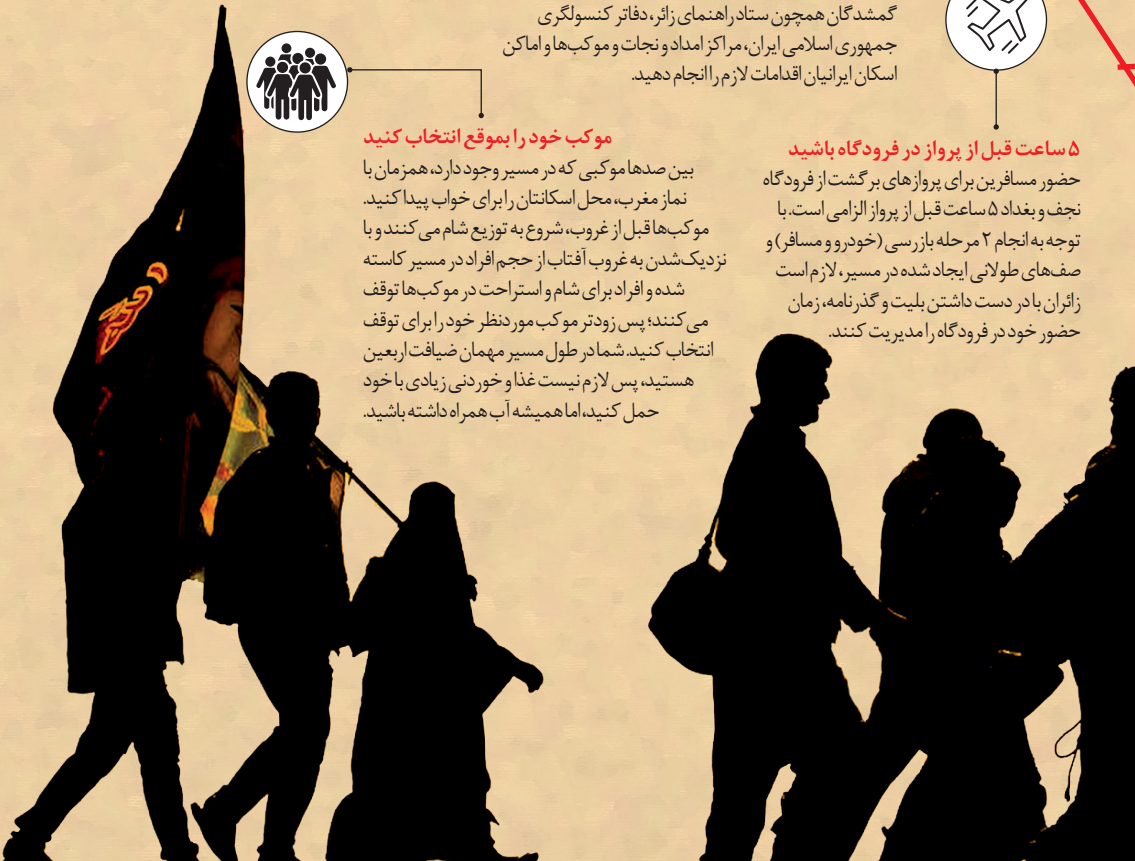 گمشدگان همچون ستاد راهنمای زائر، دفاتر کنسولگری
جمهوری اسلامی ایران، مراکز امداد و نجات و موکب‌ها و اماکن
اسکان ایرانیان اقدامات لازم را انجام دهید.
۵ ساعت قبل از پرواز در فرودگاه باشید
حضور مسافرین برای پروازهای برگشت از فرودگاه
نجف و بغداد ۵ ساعت قبل از پرواز الزامی است. با
توجه به انجام ۲ مرحله بازرسی (خودرو و مسافر) و
صف‌های طولانی ایجاد شده در مسیر، لازم است
زائران با در دست داشتن بلیت و گذرنامه، زمان
حضور خود در فرودگاه را مدیریت کنند.
موکب خود را بموقع انتخاب کنید
بین صدها موکبی که در مسیر وجود دارد، همزمان با
نماز مغرب، محل اسکانتان را برای خواب پیدا کنید.
موکب‌ها قبل از غروب، شروع به توزیع شام می‌کنند و با
نزدیک‌شدن به غروب آفتاب از حجم افراد در مسیر کاسته
شده و افراد برای شام و استراحت در موکب‌ها توقف
می‌کنند؛ پس زودتر موکب موردنظر خود را برای توقف
انتخاب کنید. شما در طول مسیر مهمان ضیافت اربعین
هستید، پس لازم نیست غذا و خوردنی زیادی با خود
حمل کنید، اما همیشه آب همراه داشته باشید.